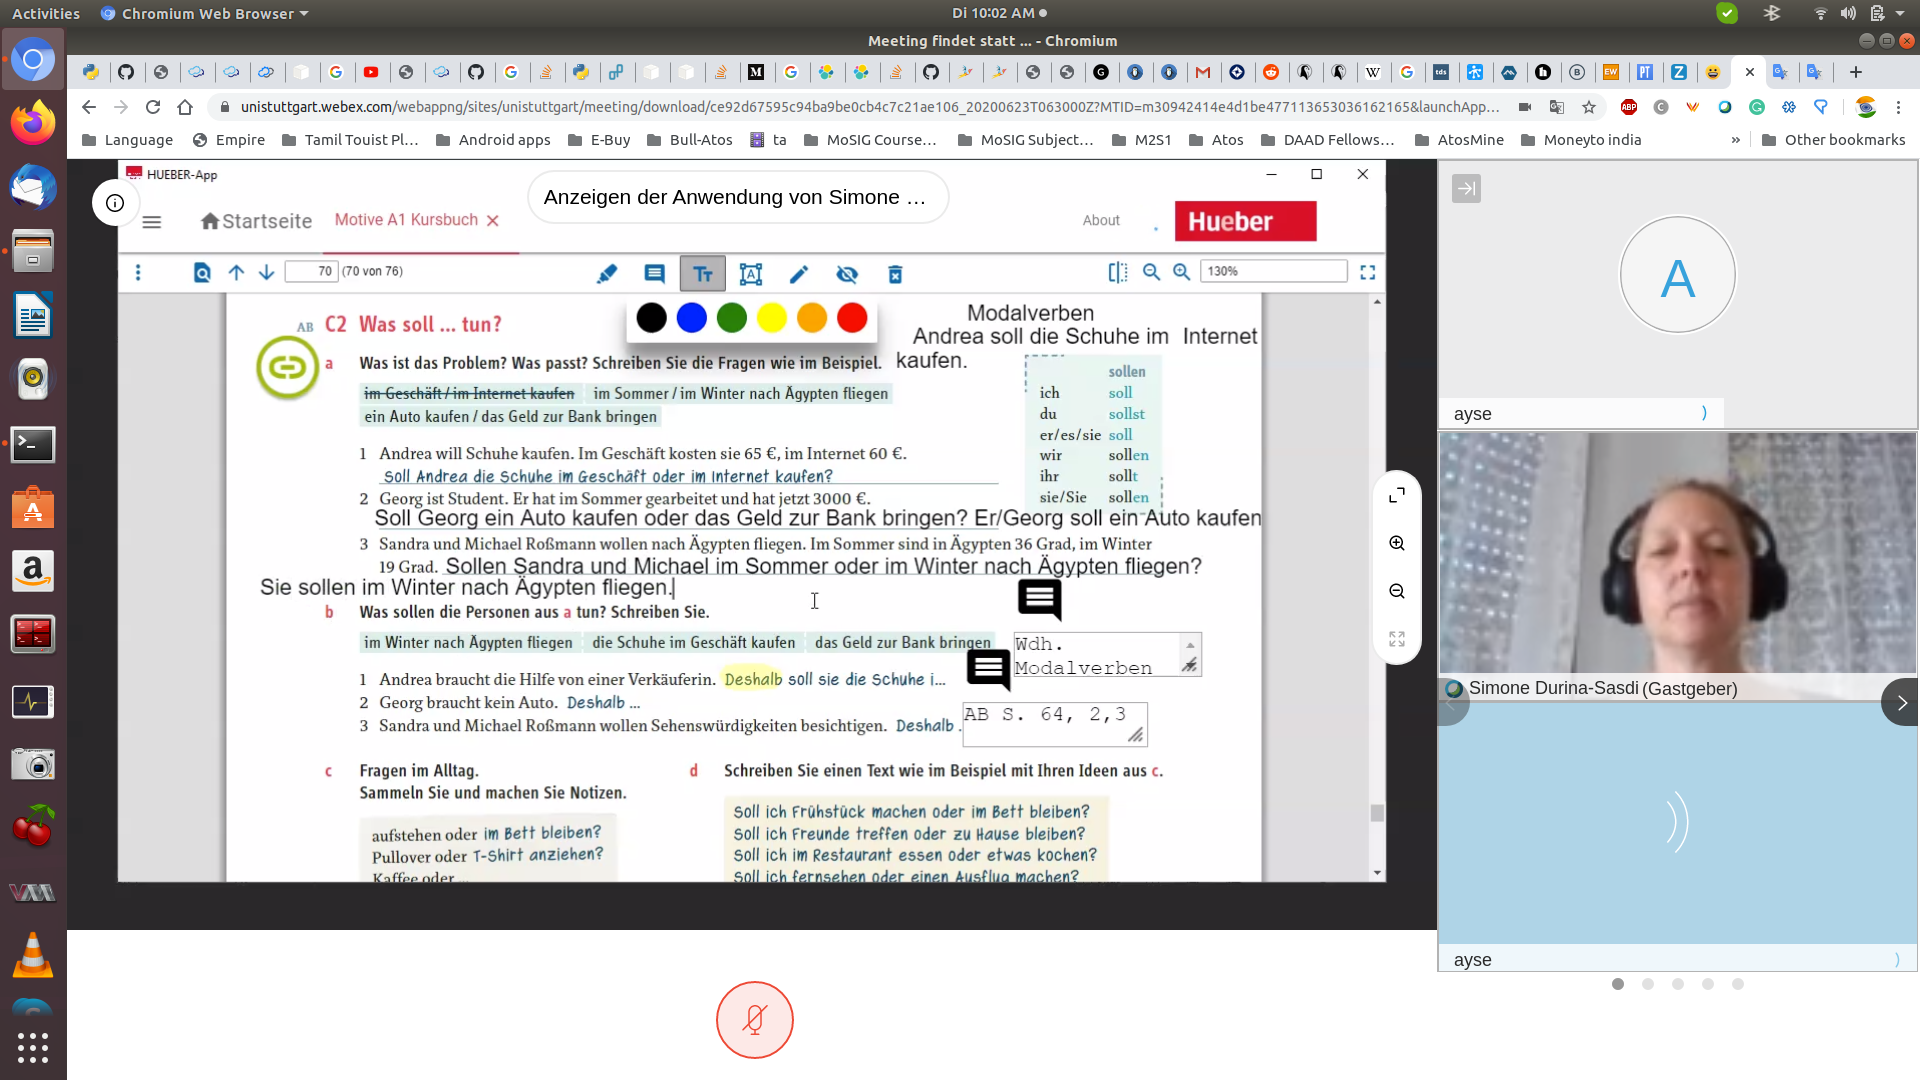 Activities
Chromium Web Browser
Di 10:02 AM
Meeting findet statt ... - Chromium
unistuttgart.webex.com/webappng/sites/unistuttgart/meeting/download/ce92d67595c94ba9be0cb4c7c21ae106_20200623T063000Z?MTID=m30942414e4d1be477113653036162165&launchApp...
Language
Empire
Tamil Touist Pl...
Android apps
E-Buy
Bull-Atos
ta
MoSIG Course...
MoSIG Subject...
M2S1
Atos
DAAD Fellows...
AtosMine
Moneyto india
»
Other bookmarks
HUEBER-App
Anzeigen der Anwendung von Simone ...
Startseite
Motive A1 Kursbuch
About
Hueber
70 (70 von 76)
130%
AB C2 Was soll ... tun?
Modalverben
Andrea soll die Schuhe im Internet
kaufen.
a Was ist das Problem? Was passt? Schreiben Sie die Fragen wie im Beispiel.
im Geschäft / im Internet kaufen im Sommer / im Winter nach Ägypten fliegen
ein Auto kaufen / das Geld zur Bank bringen
sollen
ich soll
du sollst
er/es/sie soll
wir sollen
ihr sollt
sie/Sie sollen
1 Andrea will Schuhe kaufen. Im Geschäft kosten sie 65 €, im Internet 60 €.
Soll Andrea die Schuhe im Geschäft oder im Internet kaufen?
2 Georg ist Student. Er hat im Sommer gearbeitet und hat jetzt 3000 €.
Soll Georg ein Auto kaufen oder das Geld zur Bank bringen? Er/Georg soll ein Auto kaufen
3 Sandra und Michael Roßmann wollen nach Ägypten fliegen. Im Sommer sind in Ägypten 36 Grad, im Winter
19 Grad. Sollen Sandra und Michael im Sommer oder im Winter nach Ägypten fliegen?
Sie sollen im Winter nach Ägypten fliegen.
b Was sollen die Personen aus a tun? Schreiben Sie.
im Winter nach Ägypten fliegen die Schuhe im Geschäft kaufen das Geld zur Bank bringen
Wdh.
Modalverben
1 Andrea braucht die Hilfe von einer Verkäuferin. Deshalb soll sie die Schuhe i...
2 Georg braucht kein Auto. Deshalb ...
3 Sandra und Michael Roßmann wollen Sehenswürdigkeiten besichtigen. Deshalb .
AB S. 64, 2,3
c Fragen im Alltag.
Sammeln Sie und machen Sie Notizen.
aufstehen oder im Bett bleiben?
Pullover oder T-Shirt anziehen?
Kaffee oder ...
d Schreiben Sie einen Text wie im Beispiel mit Ihren Ideen aus c.
Soll ich Frühstück machen oder im Bett bleiben?
Soll ich Freunde treffen oder zu Hause bleiben?
Soll ich im Restaurant essen oder etwas kochen?
Soll ich fernsehen oder einen Ausflug machen?
A
ayse
Simone Durina-Sasdi (Gastgeber)
ayse